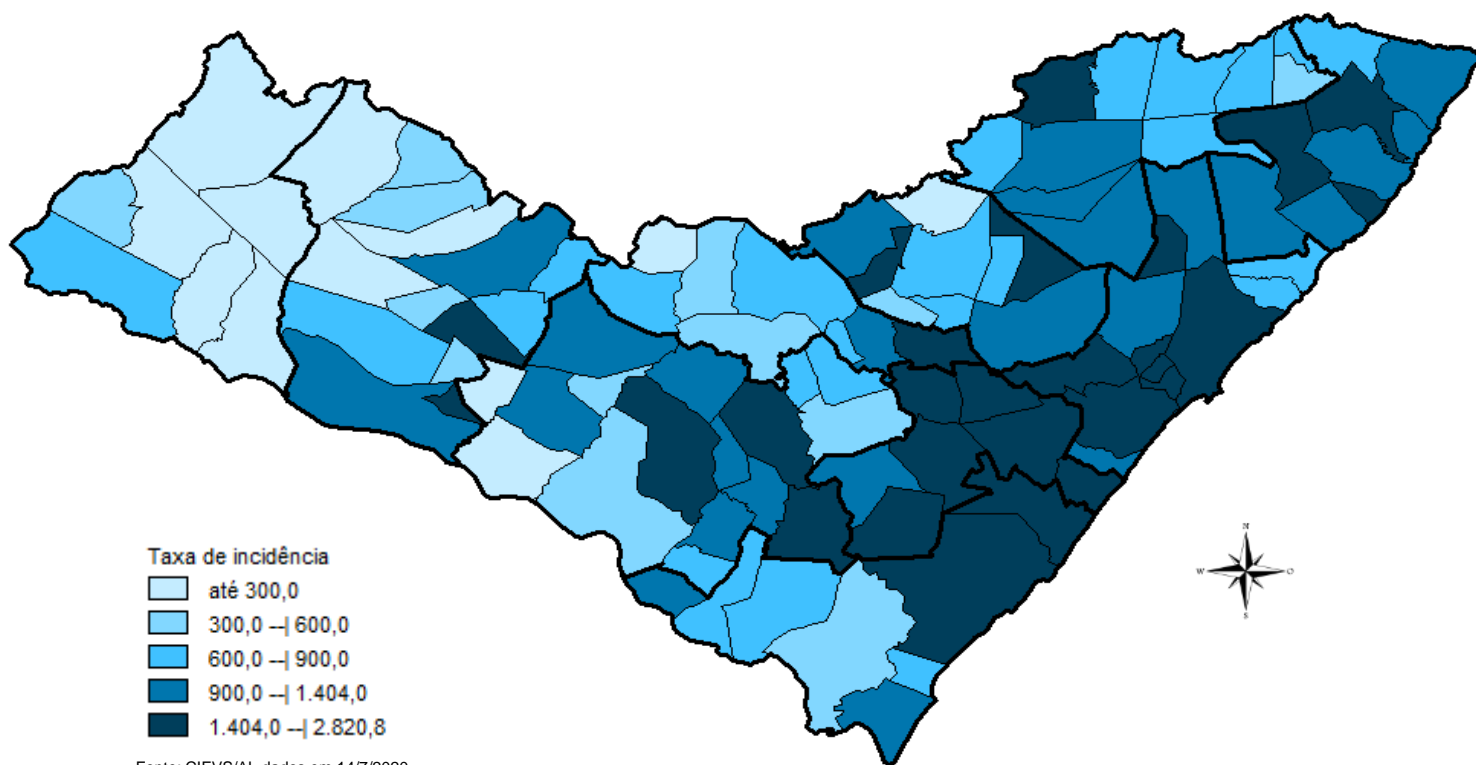 Taxa de incidência
até 300,0
300,0 --| 600,0
600,0 --| 900,0
900,0 --| 1.404,0
1.404,0 --| 2.820,8
N
W O
S